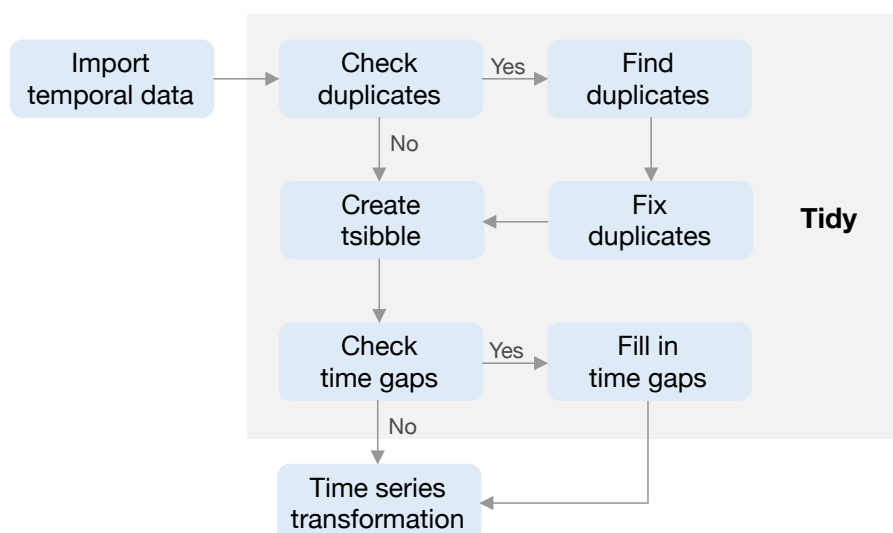 Import
temporal data
Check
duplicates
Yes
Find
duplicates
No
Create
tsibble
Fix
duplicates
Tidy
Check
time gaps
Yes
Fill in
time gaps
No
Time series
transformation